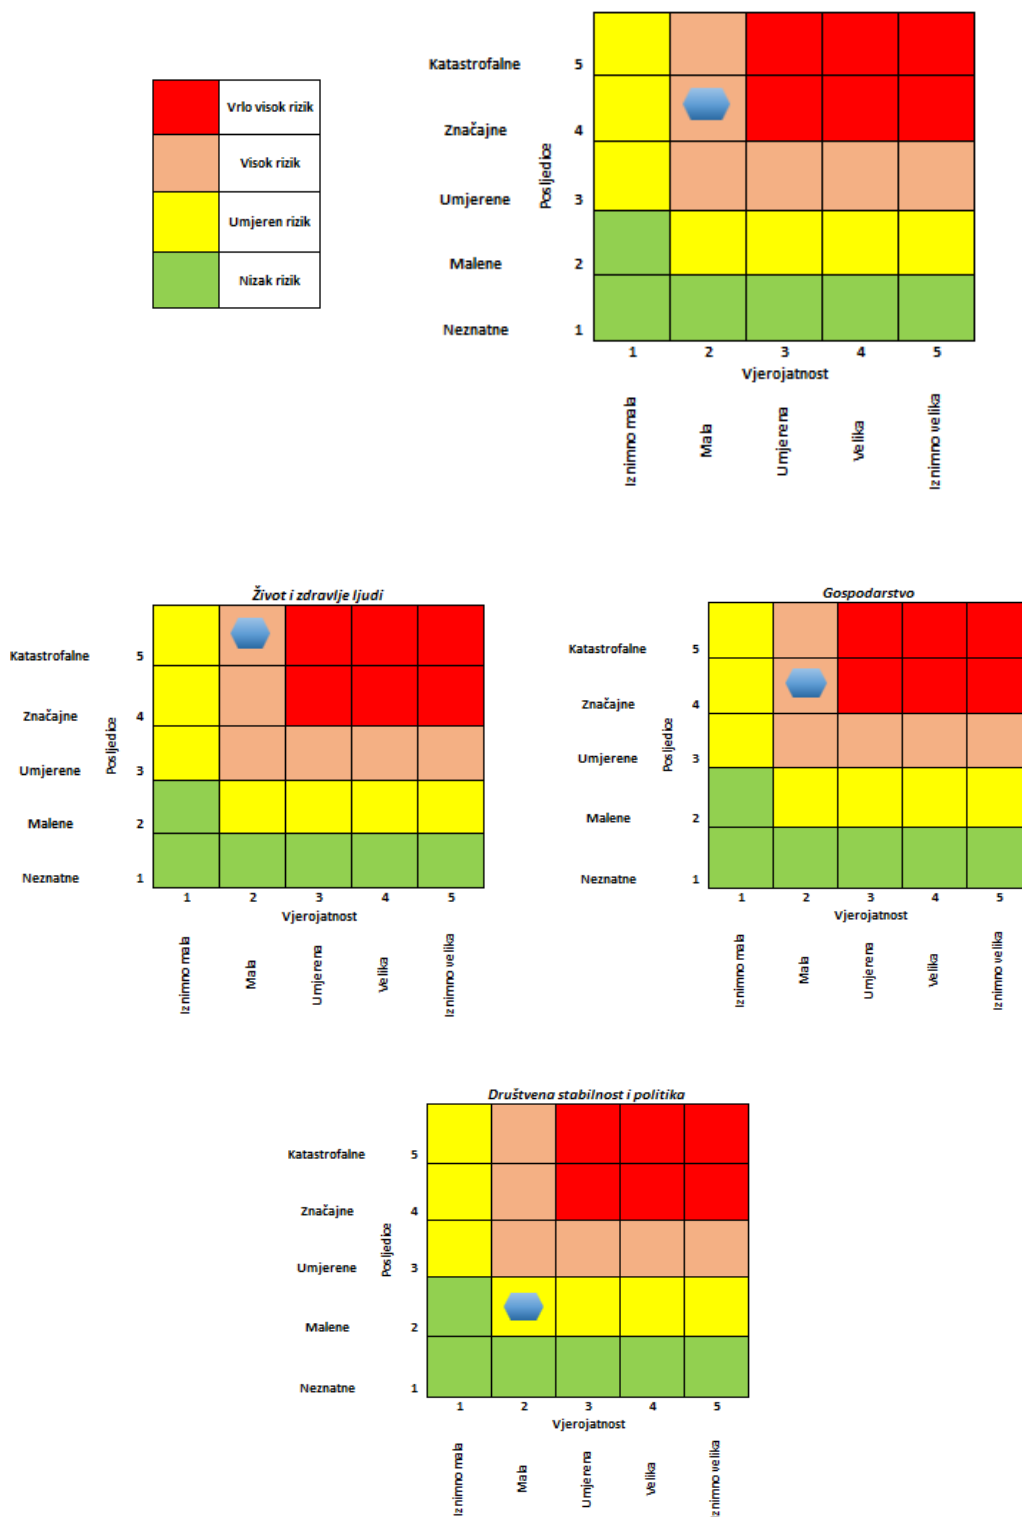 Vrlo visok rizik
Visok rizik
Umjeren rizik
Nizak rizik
Katastrofalne 5
Značajne 4
Umjerene 3
Malene 2
Neznatne 1
Posljedice
1 2 3 4 5
Vjerojatnost
Iznimno mala
Mala
Umjerena
Velika
Iznimno velika
Život i zdravlje ljudi
Katastrofalne 5
Značajne 4
Umjerene 3
Malene 2
Neznatne 1
Posljedice
1 2 3 4 5
Vjerojatnost
Iznimno mala
Mala
Umjerena
Velika
Iznimno velika
Gospodarstvo
Katastrofalne 5
Značajne 4
Umjerene 3
Malene 2
Neznatne 1
Posljedice
1 2 3 4 5
Vjerojatnost
Iznimno mala
Mala
Umjerena
Velika
Iznimno velika
Društvena stabilnost i politika
Katastrofalne 5
Značajne 4
Umjerene 3
Malene 2
Neznatne 1
Posljedice
1 2 3 4 5
Vjerojatnost
Iznimno mala
Mala
Umjerena
Velika
Iznimno velika